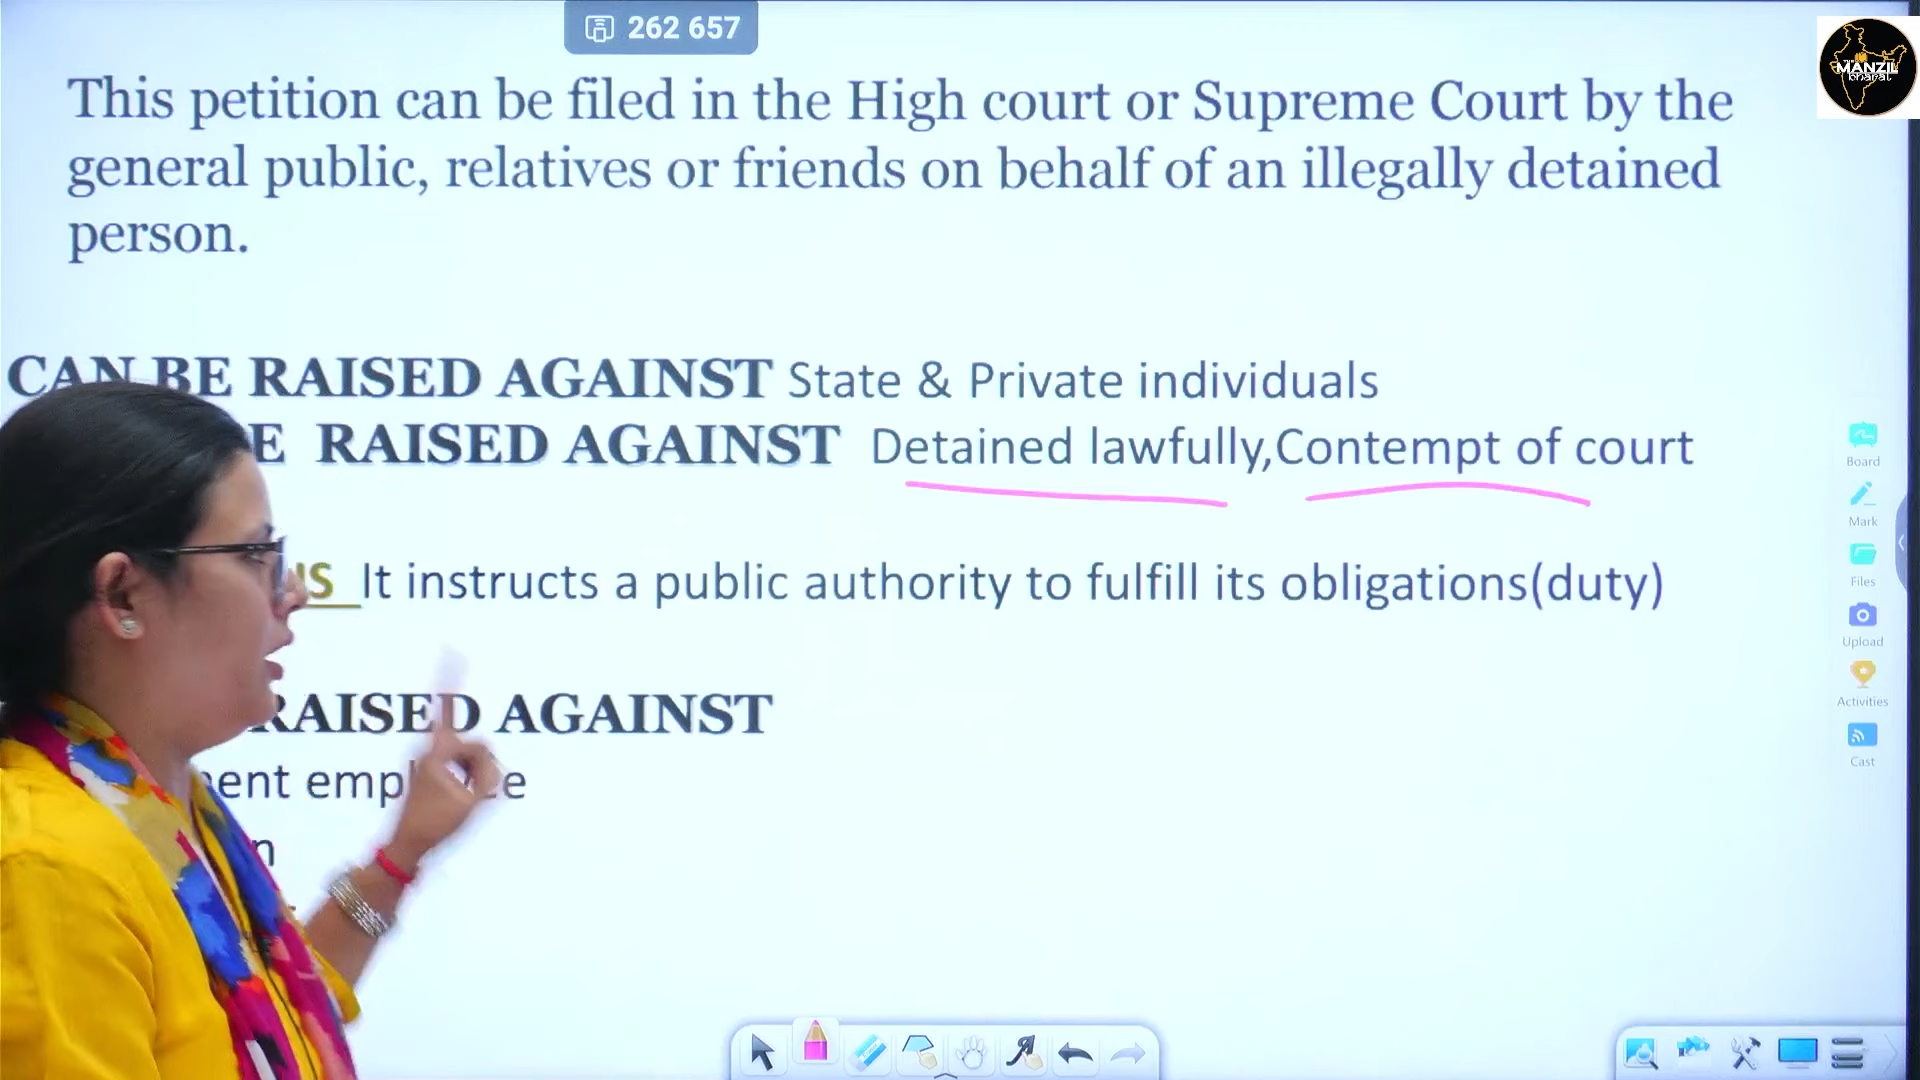 262 657
MANZIL
bharat
This petition can be filed in the High court or Supreme Court by the
general public, relatives or friends on behalf of an illegally detained
person.
CAN BE RAISED AGAINST State & Private individuals
RAISED AGAINST Detained lawfully,Contempt of court
It instructs a public authority to fulfill its obligations(duty)
RAISED AGAINST
Board
Mark
Files
Upload
Activities
Cast